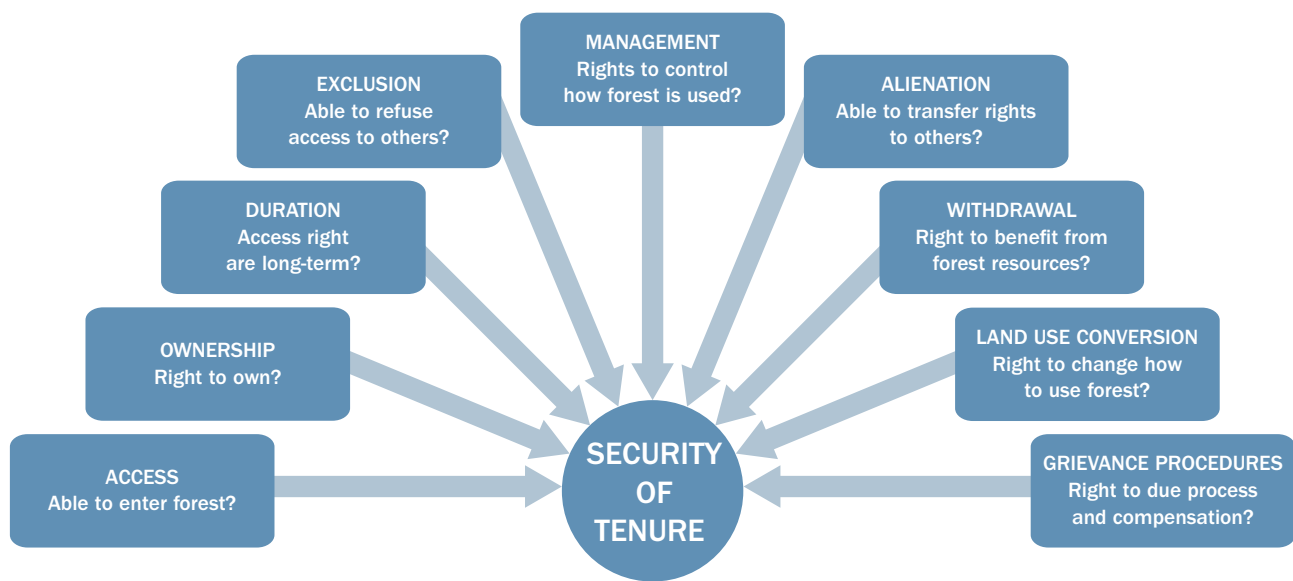 MANAGEMENT
Rights to control
how forest is used?
EXCLUSION
Able to refuse
access to others?
ALIENATION
Able to transfer rights
to others?
DURATION
Access right
are long-term?
WITHDRAWAL
Right to benefit from
forest resources?
OWNERSHIP
Right to own?
LAND USE CONVERSION
Right to change how
to use forest?
ACCESS
Able to enter forest?
SECURITY
OF
TENURE
GRIEVANCE PROCEDURES
Right to due process
and compensation?